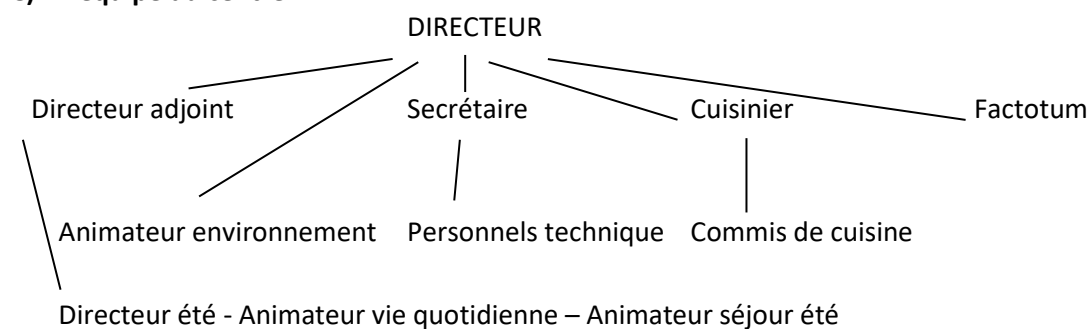 DIRECTEUR
Directeur adjoint Secrétaire Cuisinier Factotum
Animateur environnement Personnels technique Commis de cuisine
Directeur été - Animateur vie quotidienne – Animateur séjour été